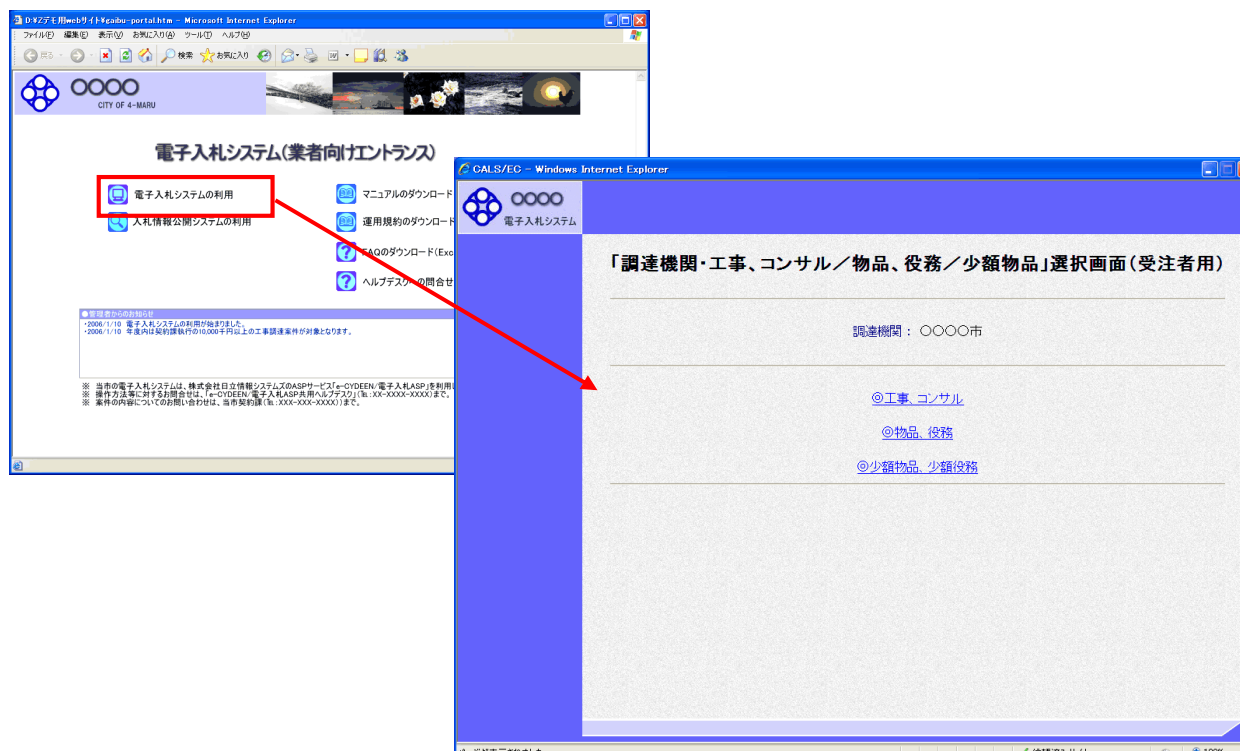 D:¥Zデモ用webサイト¥gaibu-portal.htm - Microsoft Internet Explorer
ファイル(F) 編集(E) 表示(V) お気に入り(A) ツール(T) ヘルプ(H)
戻る 検索 お気に入り
○○○○
CITY OF 4-MARU
電子入札システム(業者向けエントランス)
電子入札システムの利用
マニュアルのダウンロード
入札情報公開システムの利用
運用規約のダウンロード
FAQのダウンロード(Exc
ヘルプデスクへの問合せ
●管理者からのお知らせ
・2006/1/10 電子入札システムの利用が始まりました。
・2006/1/10 年度内は契約課執行の10,000千円以上の工事調達案件が対象となります。
※ 当市の電子入札システムは、株式会社日立情報システムズのASPサービス「e-CYDEEN/電子入札ASP」を利用し
※ 操作方法等に対するお問合せは、「e-CYDEEN/電子入札ASP共用ヘルプデスク」(℡:XX-XXXX-XXXX)まで。
※ 案件の内容についてのお問い合わせは、当市契約課(℡:XXX-XXX-XXXX))まで。
CALS/EC - Windows Internet Explorer
○○○○
電子入札システム
「調達機関・工事、コンサル／物品、役務／少額物品」選択画面(受注者用)
調達機関： ○○○○市
◎工事、コンサル
◎物品、役務
◎少額物品、少額役務